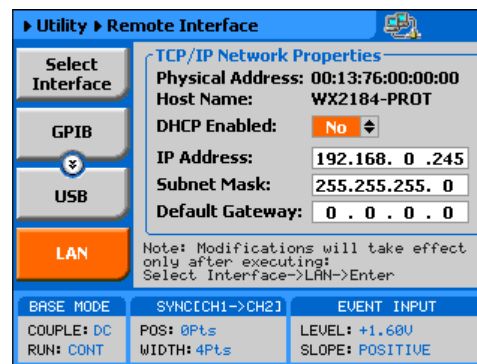 Utility ▸ Remote Interface
Select
Interface
GPIB
USB
LAN
TCP/IP Network Properties
Physical Address: 00:13:76:00:00:00
Host Name: WX2184-PROT
DHCP Enabled: No
IP Address: 192.168. 0 .245
Subnet Mask: 255.255.255. 0
Default Gateway: 0 . 0 . 0 . 0
Note: Modifications will take effect
only after executing:
Select Interface->LAN->Enter
BASE MODE
COUPLE: DC
RUN: CONT
SYNC[CH1->CH2]
POS: 0Pts
WIDTH: 4Pts
EVENT INPUT
LEVEL: +1.60V
SLOPE: POSITIVE